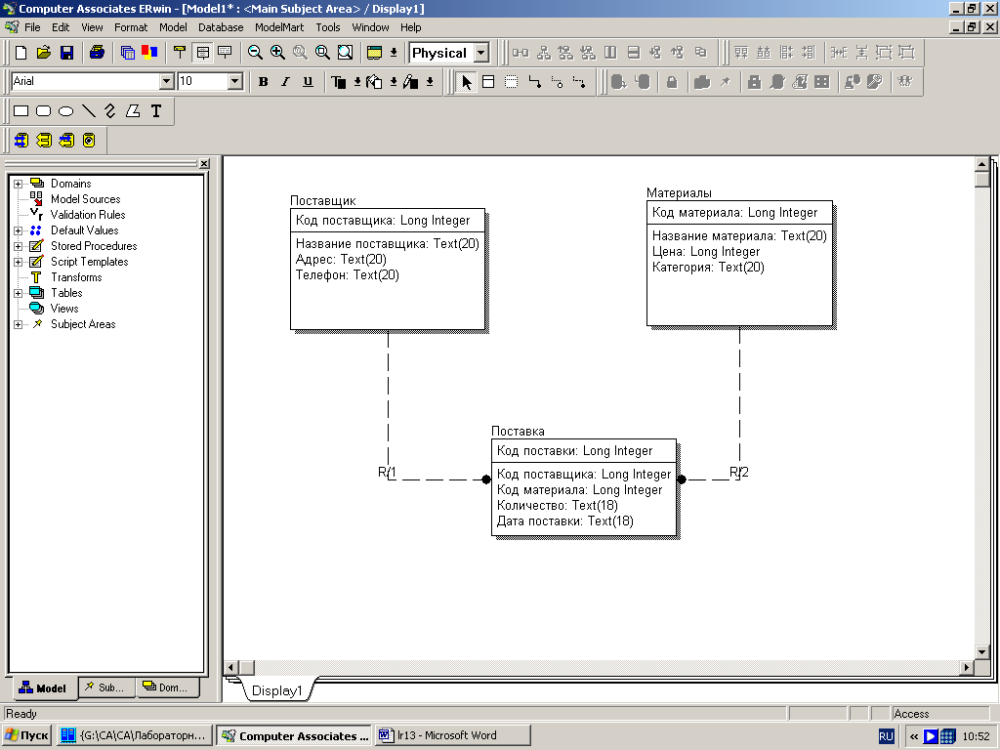 Computer Associates ERwin - [Model1* : <Main Subject Area> / Display1]
File Edit View Format Model Database ModelMart Tools Window Help
Physical
Arial 10 B I U
T
Domains
Model Sources
Validation Rules
Default Values
Stored Procedures
Script Templates
Transforms
Tables
Views
Subject Areas
Model Sub... Dom...
Поставщик
Код поставщика: Long Integer
Название поставщика: Text(20)
Адрес: Text(20)
Телефон: Text(20)
Материалы
Код материала: Long Integer
Название материала: Text(20)
Цена: Long Integer
Категория: Text(20)
R/1
R/2
Поставка
Код поставки: Long Integer
Код поставщика: Long Integer
Код материала: Long Integer
Количество: Text(18)
Дата поставки: Text(18)
Display1
Ready Access
Пуск {G:\CA\CA\Лабораторн... Computer Associates ... lr13 - Microsoft Word RU « 10:52